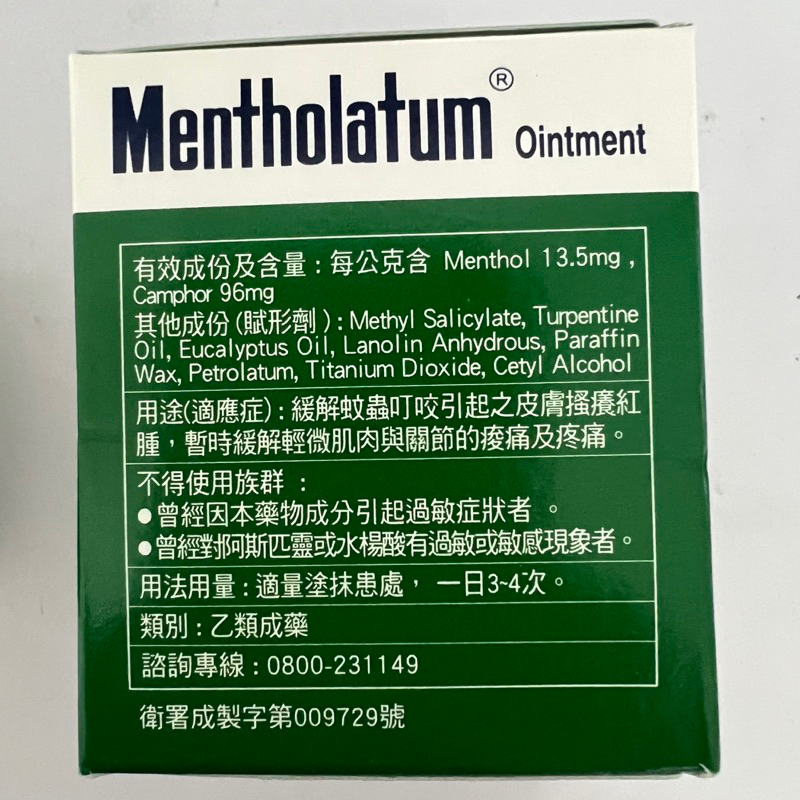 Mentholatum® Ointment
有效成份及含量：每公克含 Menthol 13.5mg，
Camphor 96mg
其他成份(賦形劑)：Methyl Salicylate, Turpentine
Oil, Eucalyptus Oil, Lanolin Anhydrous, Paraffin
Wax, Petrolatum, Titanium Dioxide, Cetyl Alcohol
用途(適應症)：緩解蚊蟲叮咬引起之皮膚搔癢紅
腫，暫時緩解輕微肌肉與關節的痠痛及疼痛。
不得使用族群：
●曾經因本藥物成分引起過敏症狀者。
●曾經對阿斯匹靈或水楊酸有過敏或敏感現象者。
用法用量：適量塗抹患處，一日3~4次。
類別：乙類成藥
諮詢專線：0800-231149
衛署成製字第009729號